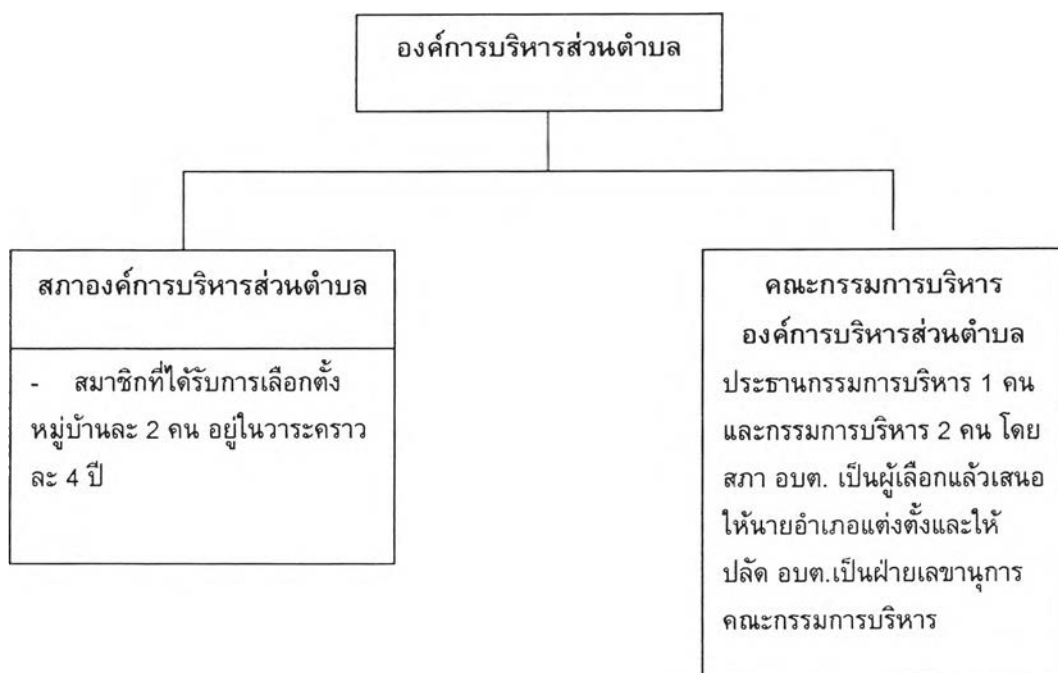 องค์การบริหารส่วนตำบล
สภาองค์การบริหารส่วนตำบล
- สมาชิกที่ได้รับการเลือกตั้ง
หมู่บ้านละ 2 คน อยู่ในวาระคราว
ละ 4 ปี
คณะกรรมการบริหาร
องค์การบริหารส่วนตำบล
ประธานกรรมการบริหาร 1 คน
และกรรมการบริหาร 2 คน โดย
สภา อบต. เป็นผู้เลือกแล้วเสนอ
ให้นายอำเภอแต่งตั้งและให้
ปลัด อบต.เป็นฝ่ายเลขานุการ
คณะกรรมการบริหาร